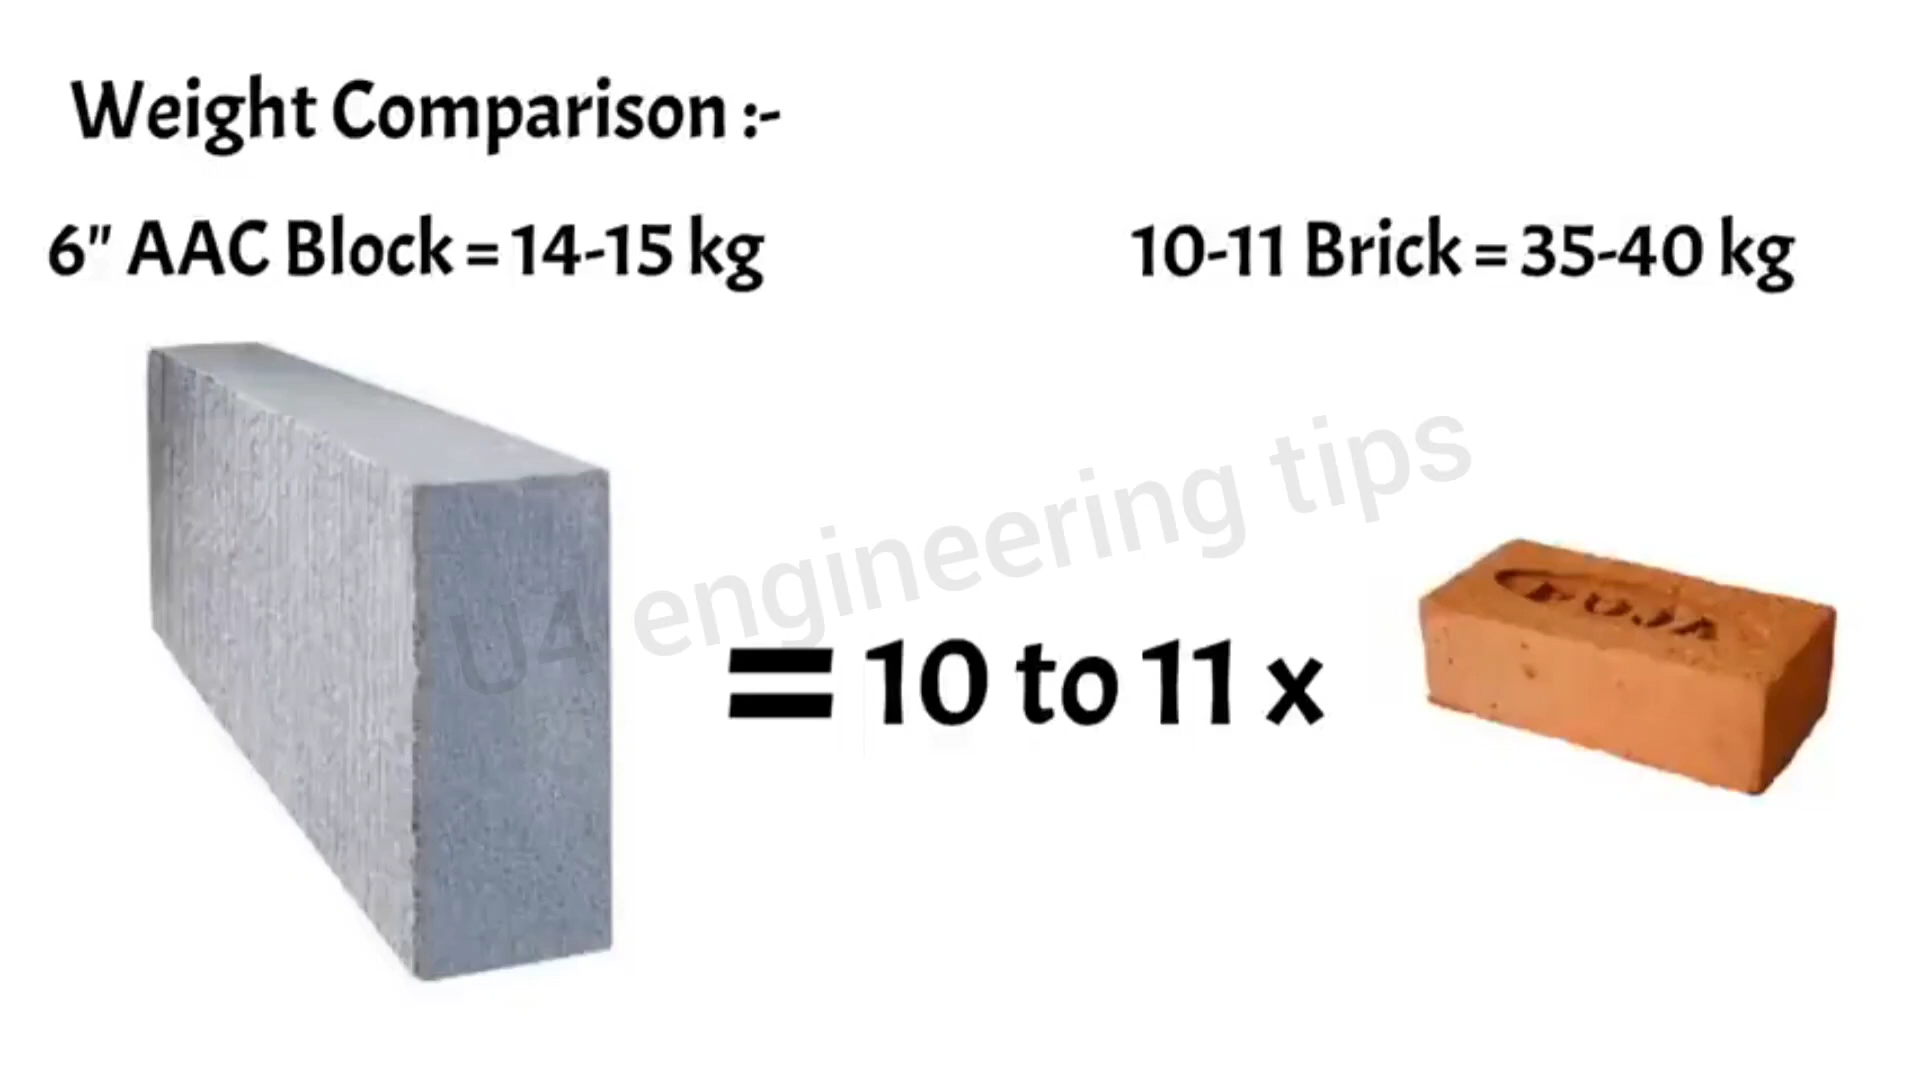 Weight Comparison :-
6" AAC Block = 14-15 kg
10-11 Brick = 35-40 kg
U4 engineering tips
= 10 to 11 x